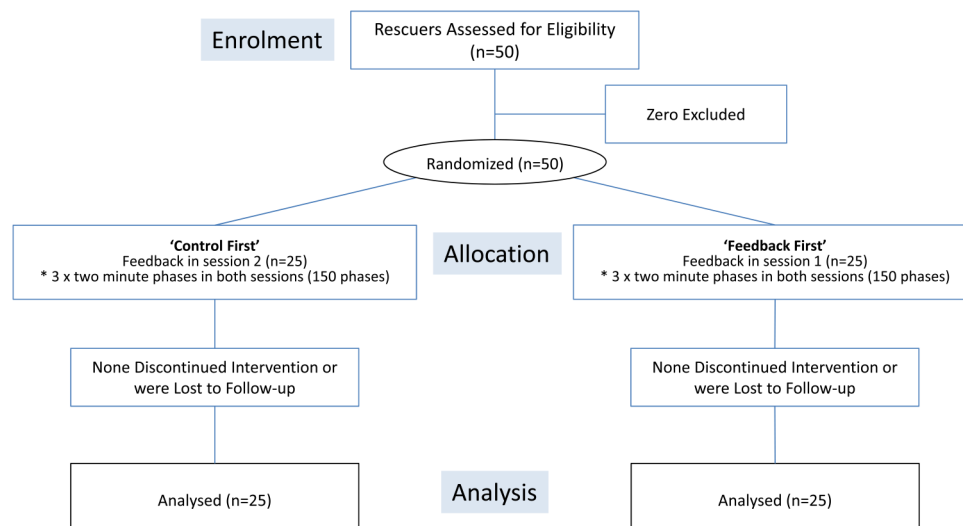 Enrolment
Rescuers Assessed for Eligibility
(n=50)
Zero Excluded
Randomized (n=50)
Allocation
'Control First'
Feedback in session 2 (n=25)
* 3 x two minute phases in both sessions (150 phases)
'Feedback First'
Feedback in session 1 (n=25)
* 3 x two minute phases in both sessions (150 phases)
None Discontinued Intervention or
were Lost to Follow-up
None Discontinued Intervention or
were Lost to Follow-up
Analysis
Analysed (n=25)
Analysed (n=25)